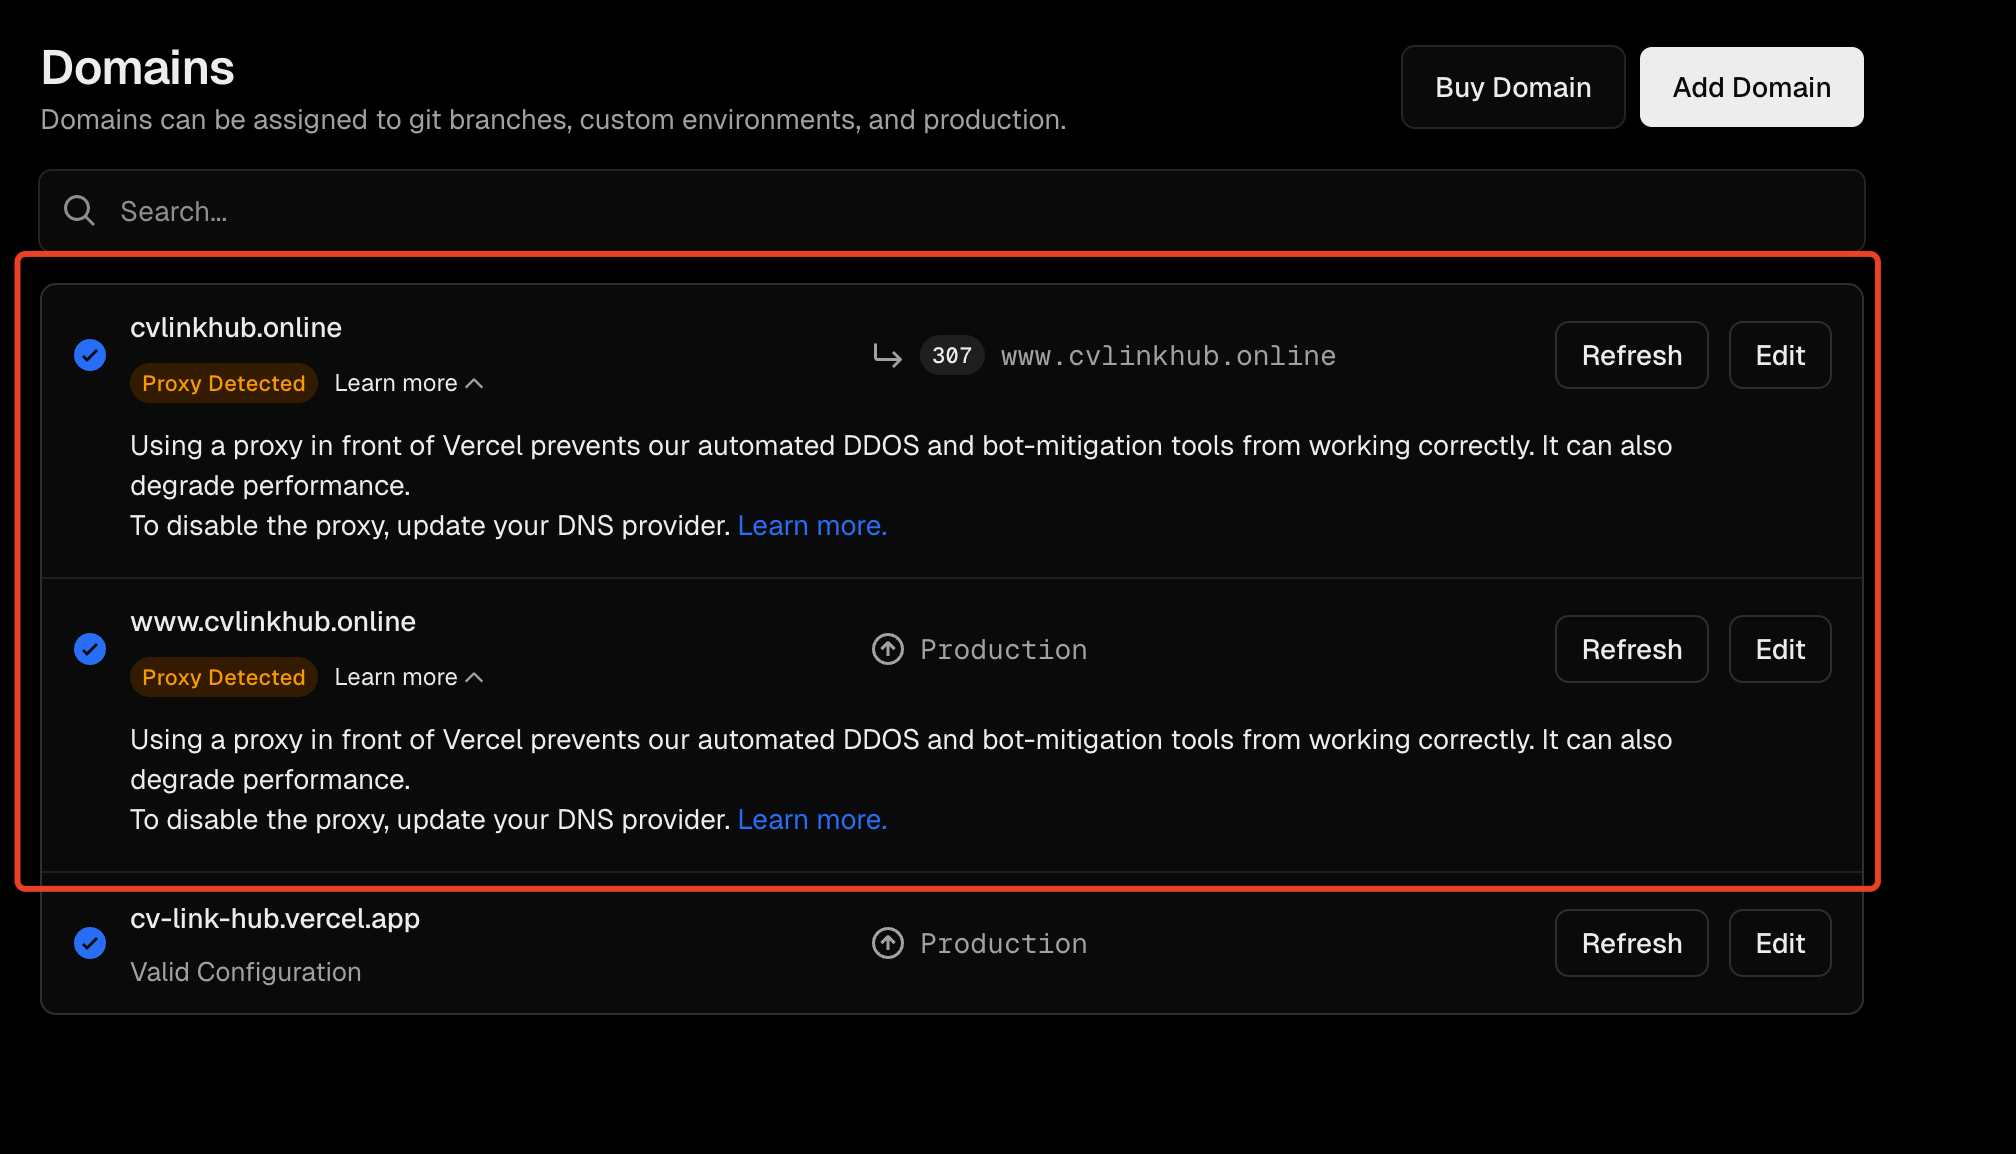 Domains
Domains can be assigned to git branches, custom environments, and production.
Buy Domain
Add Domain
Search...
cvlinkhub.online
Proxy Detected
Learn more
307
www.cvlinkhub.online
Refresh
Edit
Using a proxy in front of Vercel prevents our automated DDOS and bot-mitigation tools from working correctly. It can also
degrade performance.
To disable the proxy, update your DNS provider. Learn more.
www.cvlinkhub.online
Proxy Detected
Learn more
Production
Refresh
Edit
Using a proxy in front of Vercel prevents our automated DDOS and bot-mitigation tools from working correctly. It can also
degrade performance.
To disable the proxy, update your DNS provider. Learn more.
cv-link-hub.vercel.app
Valid Configuration
Production
Refresh
Edit